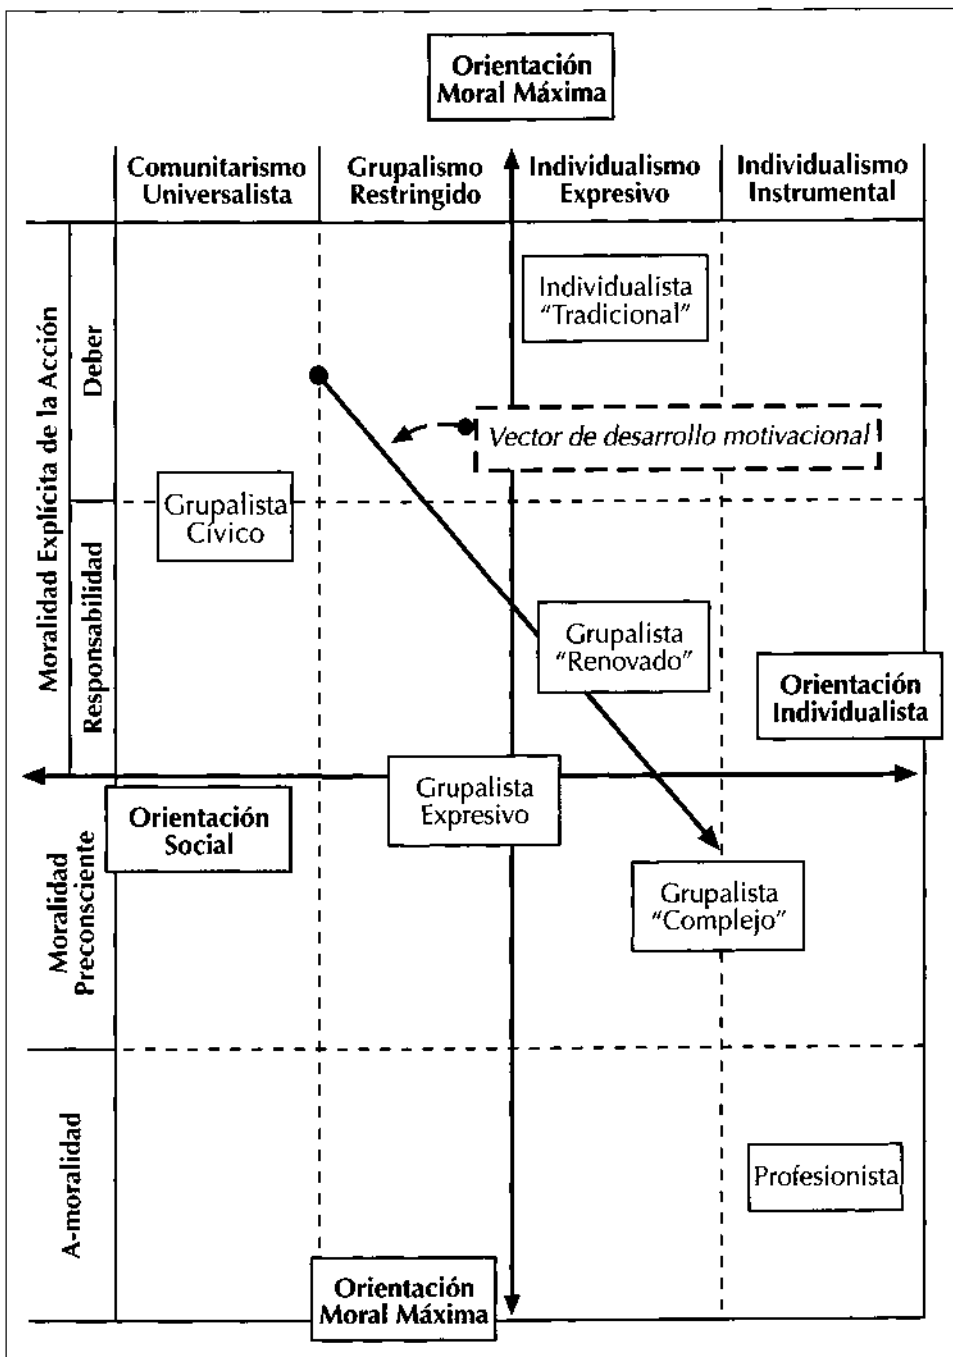 Orientación
Moral Máxima
Comunitarismo
Universalista
Grupalismo
Restringido
Individualismo
Expresivo
Individualismo
Instrumental
Moralidad Explícita de la Acción
Deber
Individualista
"Tradicional"
Vector de desarrollo motivacional
Grupalista
Cívico
Responsabilidad
Grupalista
"Renovado"
Orientación
Individualista
Grupalista
Expresivo
Orientación
Social
Moralidad
Preconsciente
Grupalista
"Complejo"
A-moralidad
Profesionista
Orientación
Moral Máxima